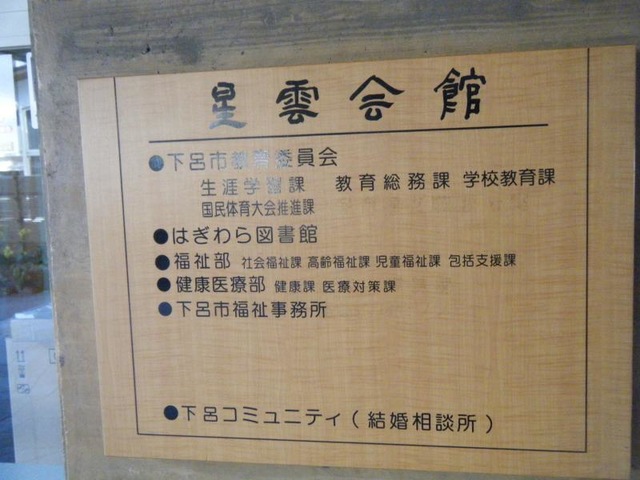 星雲会館
●下呂市教育委員会
生涯学習課 教育総務課 学校教育課
国民体育大会推進課
●はぎわら図書館
●福祉部 社会福祉課 高齢福祉課 児童福祉課 包括支援課
●健康医療部 健康課 医療対策課
●下呂市福祉事務所
●下呂コミュニティ(結婚相談所)